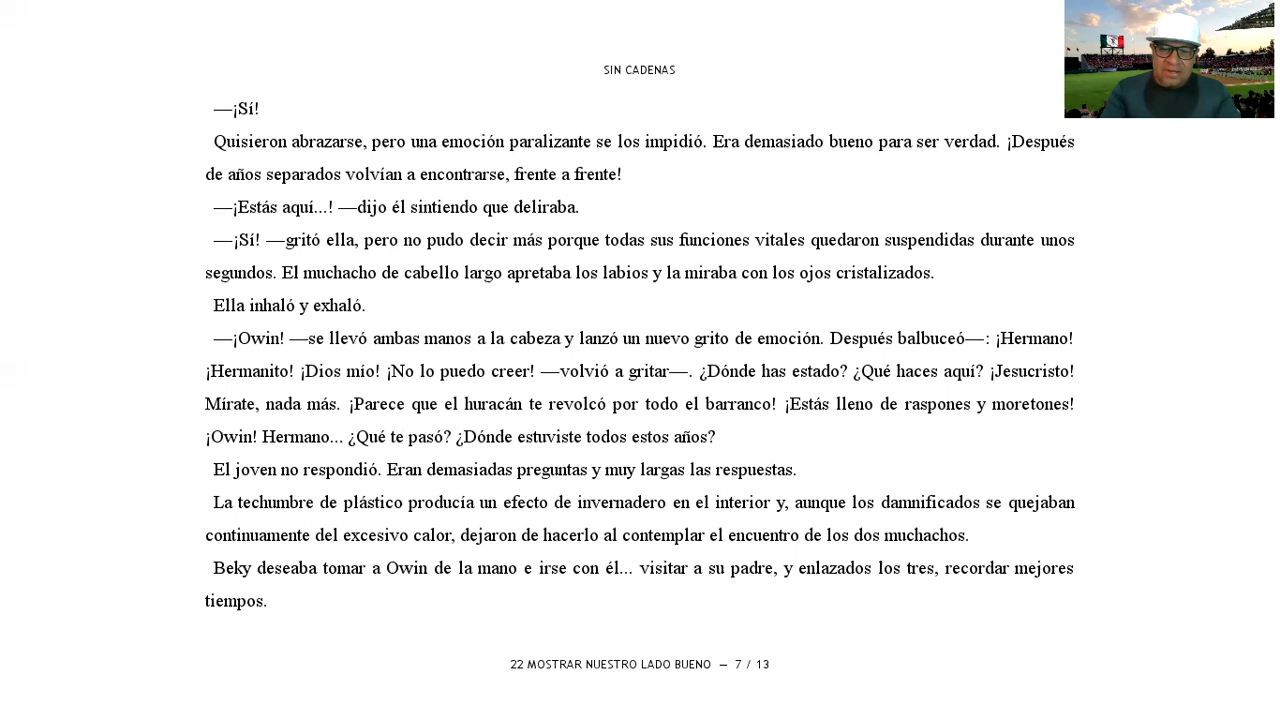 SIN CADENAS
—¡Sí!
Quisieron abrazarse, pero una emoción paralizante se los impidió. Era demasiado bueno para ser verdad. ¡Después
de años separados volvían a encontrarse, frente a frente!
—¡Estás aquí...! —dijo él sintiendo que deliraba.
—¡Sí! —gritó ella, pero no pudo decir más porque todas sus funciones vitales quedaron suspendidas durante unos
segundos. El muchacho de cabello largo apretaba los labios y la miraba con los ojos cristalizados.
Ella inhaló y exhaló.
—¡Owin! —se llevó ambas manos a la cabeza y lanzó un nuevo grito de emoción. Después balbuceó—: ¡Hermano!
¡Hermanito! ¡Dios mío! ¡No lo puedo creer! —volvió a gritar—. ¿Dónde has estado? ¿Qué haces aquí? ¡Jesucristo!
Mírate, nada más. ¡Parece que el huracán te revolcó por todo el barranco! ¡Estás lleno de raspones y moretones!
¡Owin! Hermano... ¿Qué te pasó? ¿Dónde estuviste todos estos años?
El joven no respondió. Eran demasiadas preguntas y muy largas las respuestas.
La techumbre de plástico producía un efecto de invernadero en el interior y, aunque los damnificados se quejaban
continuamente del excesivo calor, dejaron de hacerlo al contemplar el encuentro de los dos muchachos.
Beky deseaba tomar a Owin de la mano e irse con él... visitar a su padre, y enlazados los tres, recordar mejores
tiempos.
22 MOSTRAR NUESTRO LADO BUENO — 7 / 13